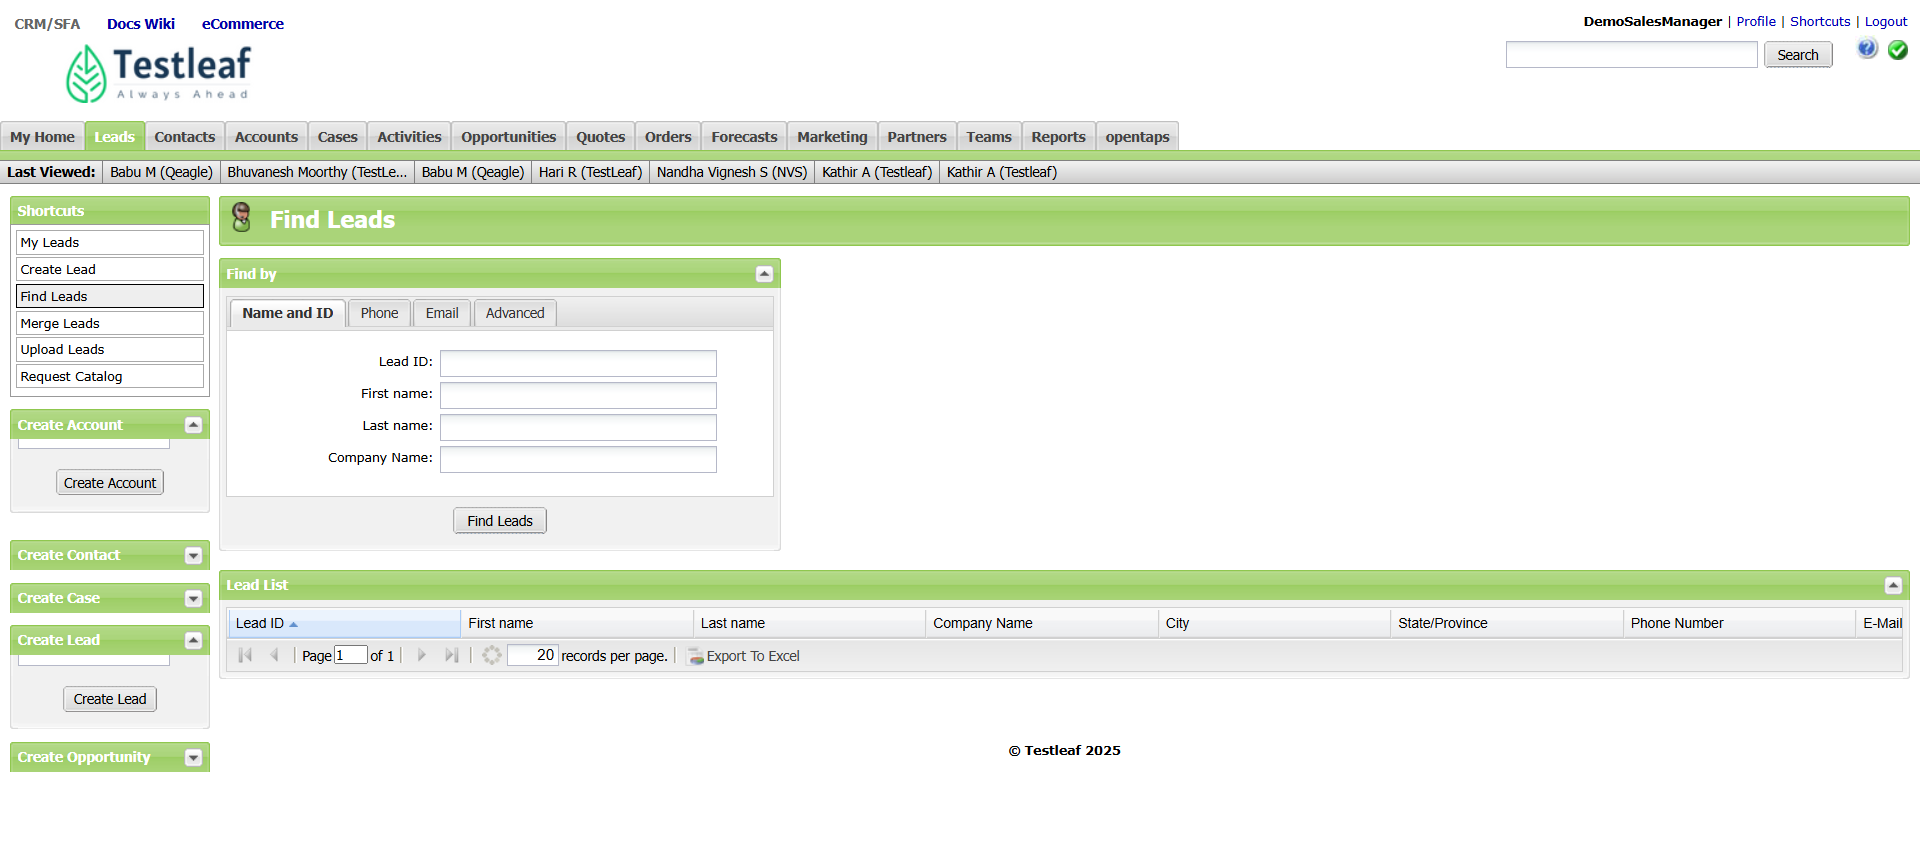 CRM/SFA Docs Wiki eCommerce
DemoSalesManager | Profile | Shortcuts | Logout
Testleaf
Always Ahead
Search
My Home Leads Contacts Accounts Cases Activities Opportunities Quotes Orders Forecasts Marketing Partners Teams Reports opentaps
Last Viewed: Babu M (Qeagle) Bhuvanesh Moorthy (TestLe... Babu M (Qeagle) Hari R (TestLeaf) Nandha Vignesh S (NVS) Kathir A (Testleaf) Kathir A (Testleaf)
Shortcuts
My Leads
Create Lead
Find Leads
Merge Leads
Upload Leads
Request Catalog
Create Account
Create Account
Create Contact
Create Case
Create Lead
Create Lead
Create Opportunity
Find Leads
Find by
Name and ID Phone Email Advanced
Lead ID:
First name:
Last name:
Company Name:
Find Leads
Lead List
Lead ID First name Last name Company Name City State/Province Phone Number E-Mail
Page 1 of 1 20 records per page. Export To Excel
© Testleaf 2025